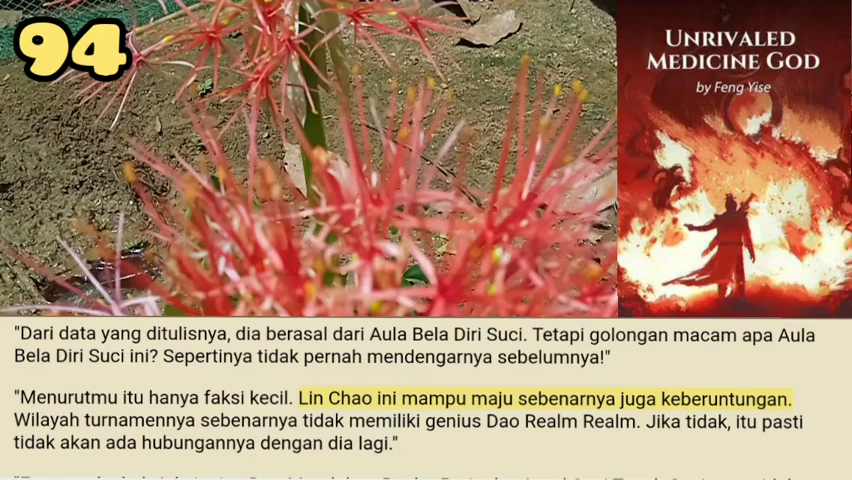 94
UNRIVALED
MEDICINE GOD
by Feng Yise
"Dari data yang ditulisnya, dia berasal dari Aula Bela Diri Suci. Tetapi golongan macam apa Aula
Bela Diri Suci ini? Sepertinya tidak pernah mendengarnya sebelumnya!"
"Menurutmu itu hanya faksi kecil. Lin Chao ini mampu maju sebenarnya juga keberuntungan.
Wilayah turnamennya sebenarnya tidak memiliki genius Dao Realm Realm. Jika tidak, itu pasti
tidak akan ada hubungannya dengan dia lagi."